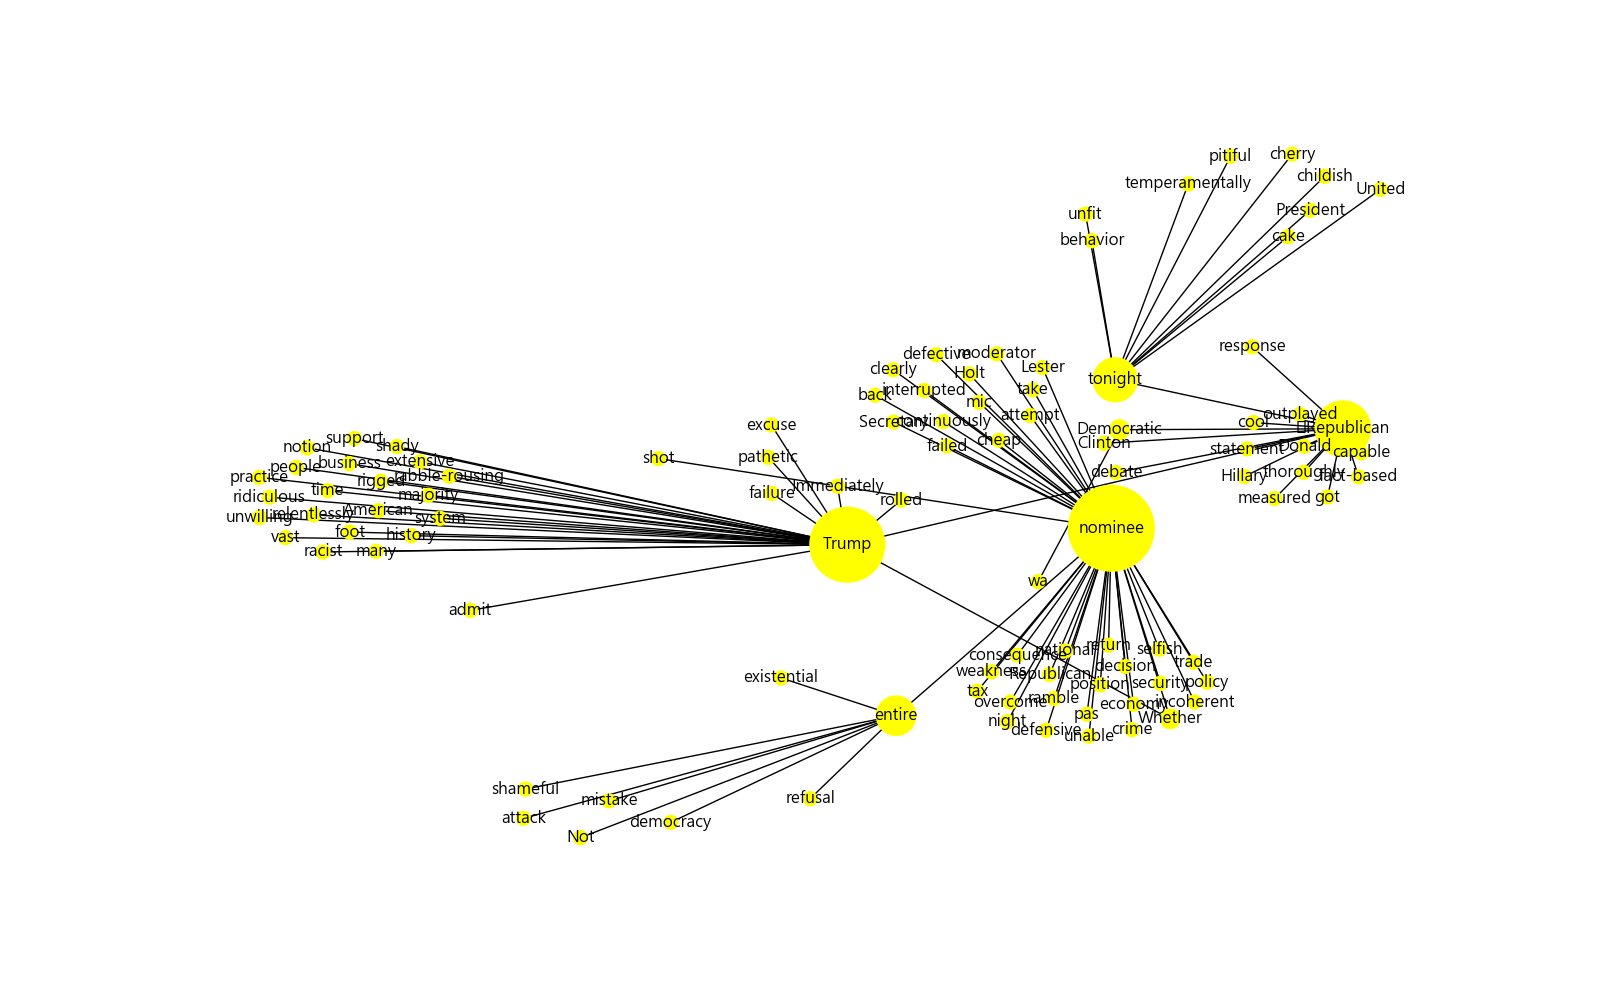 pitiful
cherry
temperamentally
childish
United
unfit
President
behavior
cake
response
defective
moderator
clearly
Holt
Lester
tonight
back
interrupted
take
mic
Secretary
continuously
attempt
cool
outplayed
Democratic
Republican
failed
cheap
Clinton
statement
Donald
capable
debate
Hillary
thoroughly
fact-based
measured
got
excuse
support
shady
notion
pathetic
shot
people
business
extensive
practice
rigged
rabble-rousing
ridiculous
time
majority
failure
Immediately
rolled
unwilling
relentlessly
American
system
vast
foot
history
racist
many
Trump
nominee
wa
admit
existential
entire
consequence
national
return
selfish
trade
weakness
Republican
decision
tax
position
security
policy
overcome
ramble
economy
incoherent
night
pas
Whether
defensive
unable
crime
shameful
mistake
refusal
attack
democracy
Not